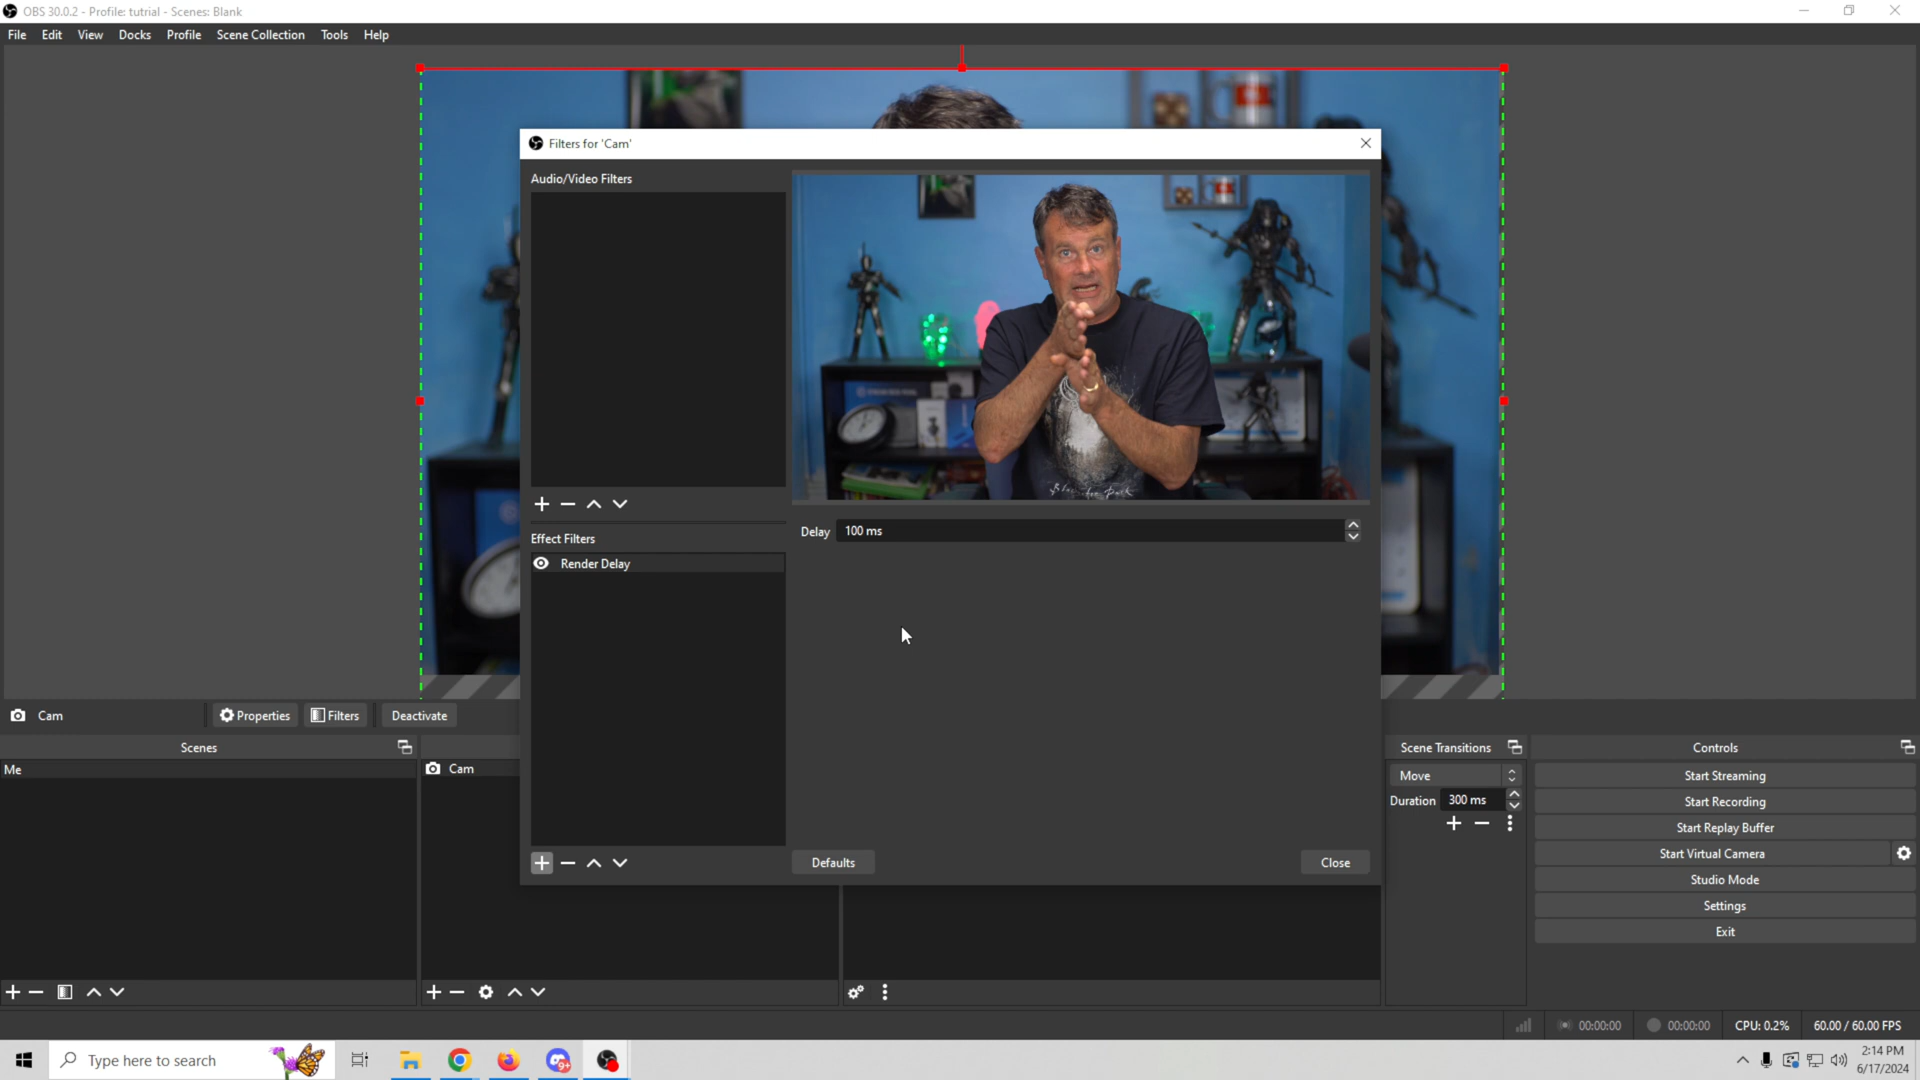 OBS 30.0.2 - Profile: tutrial - Scenes: Blank
File Edit View Docks Profile Scene Collection Tools Help
Filters for 'Cam'
Audio/Video Filters
Delay 100 ms
Effect Filters
Render Delay
Defaults
Close
Cam
Properties
Filters
Deactivate
Scenes
Me
Cam
Scene Transitions
Move
Duration 300 ms
Controls
Start Streaming
Start Recording
Start Replay Buffer
Start Virtual Camera
Studio Mode
Settings
Exit
00:00:00
00:00:00
CPU: 0.2%
60.00 / 60.00 FPS
Type here to search
9+
2:14 PM
6/17/2024